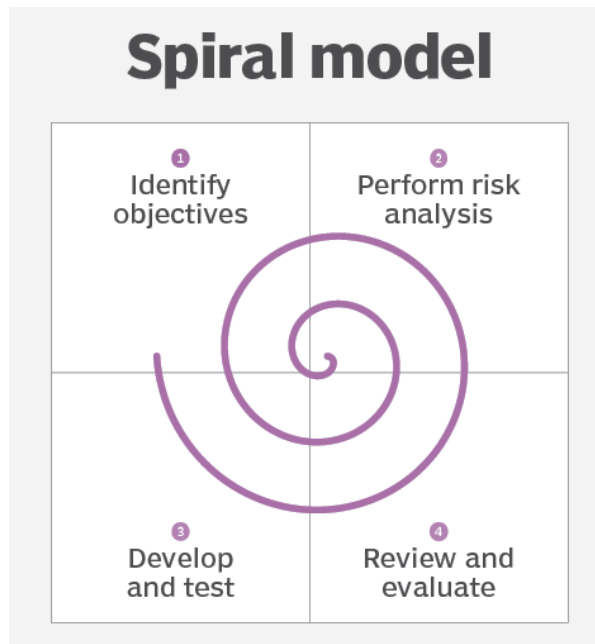 Spiral model
1
Identify
objectives
2
Perform risk
analysis
3
Develop
and test
4
Review and
evaluate